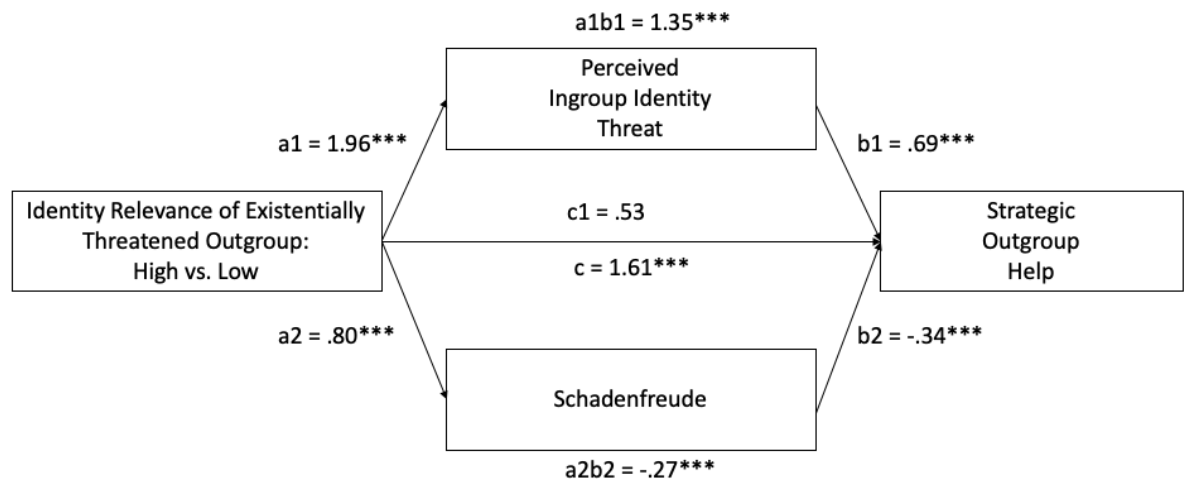 a1b1 = 1.35***
Perceived
Ingroup Identity
Threat
a1 = 1.96***
b1 = .69***
Identity Relevance of Existentially
Threatened Outgroup:
High vs. Low
c1 = .53
c = 1.61***
Strategic
Outgroup
Help
a2 = .80***
b2 = -.34***
Schadenfreude
a2b2 = -.27***